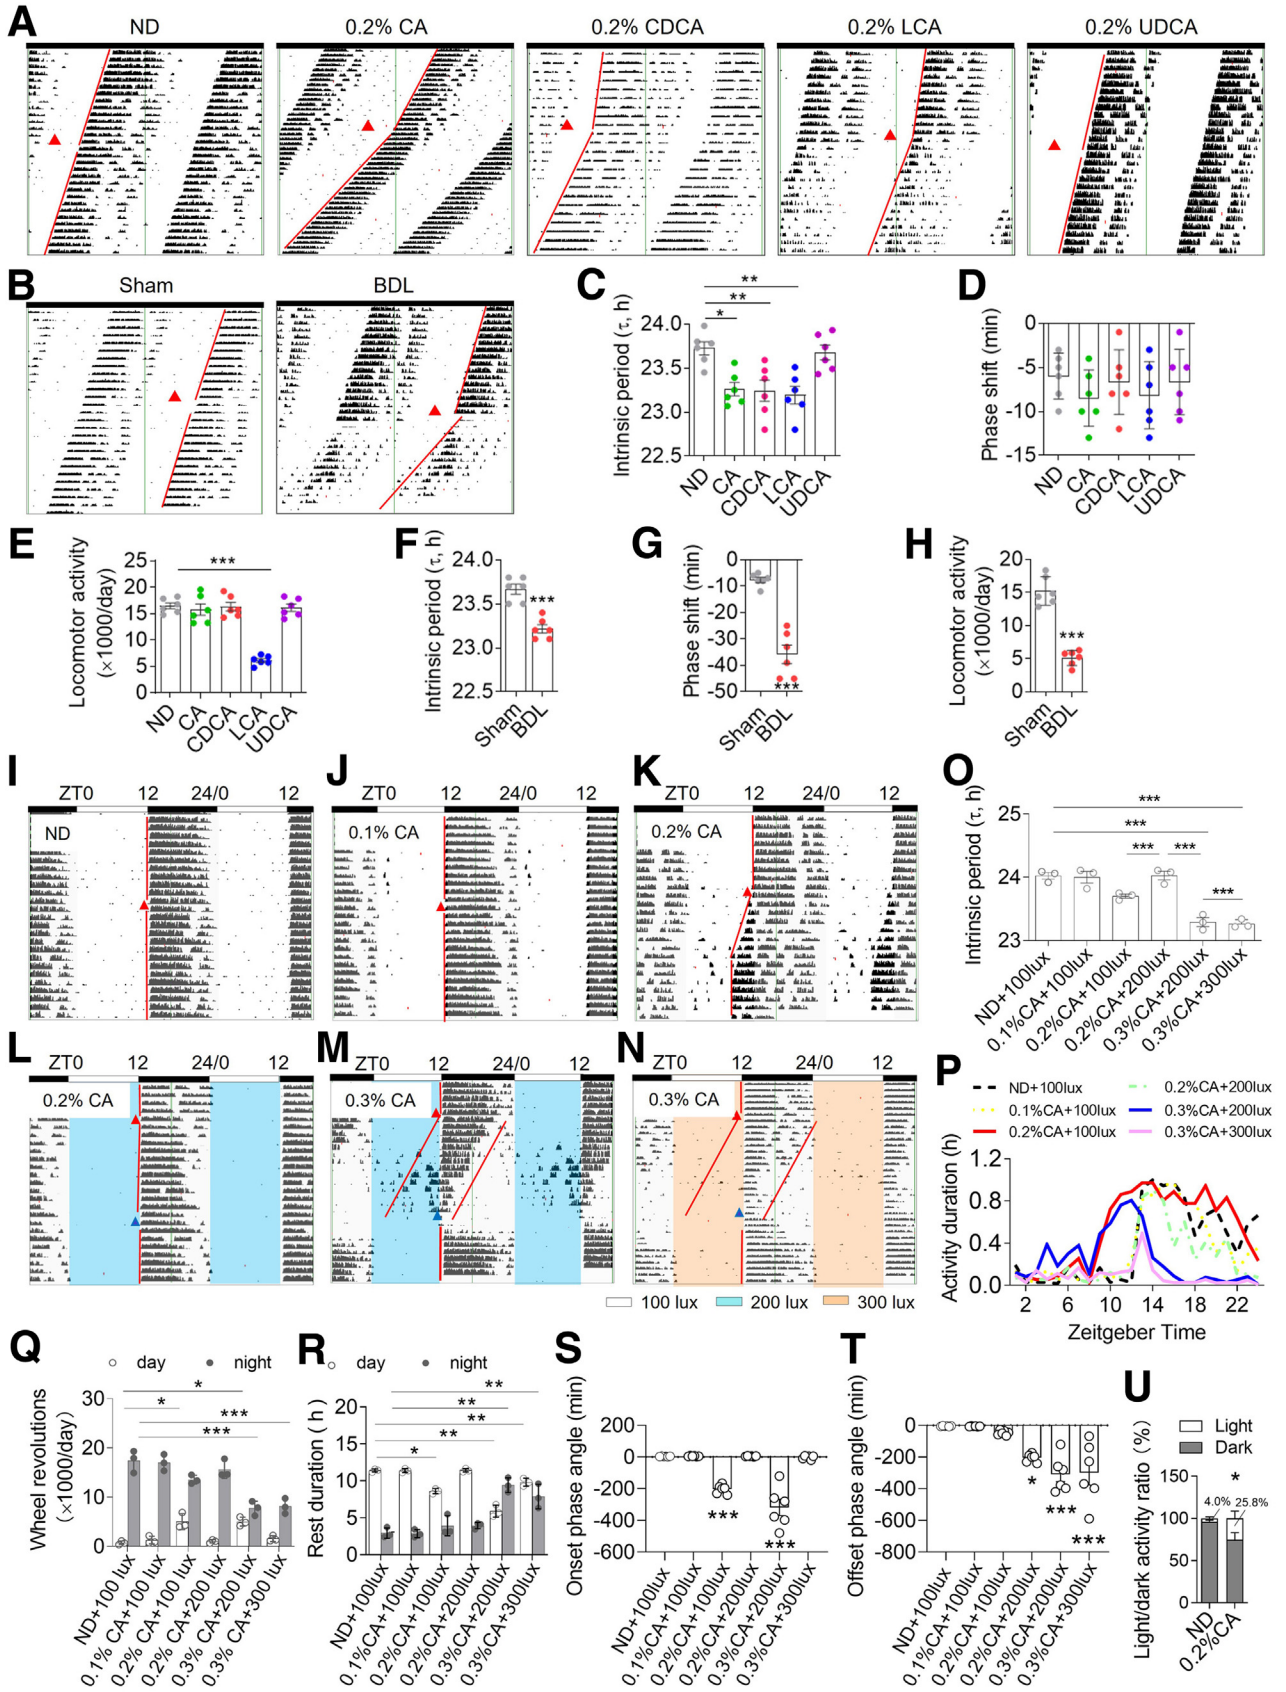 A
ND
0.2% CA
0.2% CDCA
0.2% LCA
0.2% UDCA
B
Sham
BDL
C
Intrinsic period (τ, h)
24.0
23.5
23.0
22.5
**
**
*
ND
CA
CDCA
LCA
UDCA
D
Phase shift (min)
0
-5
-10
-15
ND
CA
CDCA
LCA
UDCA
E
Locomotor activity
(×1000/day)
25
20
15
10
5
0
***
ND
CA
CDCA
LCA
UDCA
F
Intrinsic period (τ, h)
24.0
23.5
23.0
22.5
***
Sham
BDL
G
Phase shift (min)
0
-10
-20
-30
-40
-50
***
Sham
BDL
H
Locomotor activity
(×1000/day)
20
15
10
5
0
***
Sham
BDL
I
ZT0 12 24/0 12
ND
J
ZT0 12 24/0 12
0.1% CA
K
ZT0 12 24/0 12
0.2% CA
O
Intrinsic period (τ, h)
25
24
23
***
***
*** ***
***
ND+100lux
0.1%CA+100lux
0.2%CA+100lux
0.2%CA+200lux
0.3%CA+200lux
0.3%CA+300lux
L
ZT0 12 24/0 12
0.2% CA
M
ZT0 12 24/0 12
0.3% CA
N
ZT0 12 24/0 12
0.3% CA
100 lux 200 lux 300 lux
P
ND+100lux 0.2%CA+200lux
0.1%CA+100lux 0.3%CA+200lux
0.2%CA+100lux 0.3%CA+300lux
Activity duration (h)
1.2
0.8
0.4
0.0
2 6 10 14 18 22
Zeitgeber Time
Q
day night
Wheel revolutions
(×1000/day)
30
20
10
0
*
*
***
***
ND+100 lux
0.1% CA+100 lux
0.2% CA+100 lux
0.2% CA+200 lux
0.3% CA+200 lux
0.3% CA+300 lux
R
day night
Rest duration ( h )
20
15
10
5
0
**
**
**
**
*
ND+100lux
0.1%CA+100lux
0.2%CA+100lux
0.2%CA+200lux
0.3%CA+200lux
0.3%CA+300lux
S
Onset phase angle (min)
200
0
-200
-400
-600
***
***
ND+100lux
0.1%CA+100lux
0.2%CA+100lux
0.2%CA+200lux
0.3%CA+200lux
0.3%CA+300lux
T
Offset phase angle (min)
0
-200
-400
-600
-800
*
***
***
ND+100lux
0.1%CA+100lux
0.2%CA+100lux
0.2%CA+200lux
0.3%CA+200lux
0.3%CA+300lux
U
Light
Dark
Light/dark activity ratio (%)
150
100
50
0
*
4.0% 25.8%
ND
0.2%CA